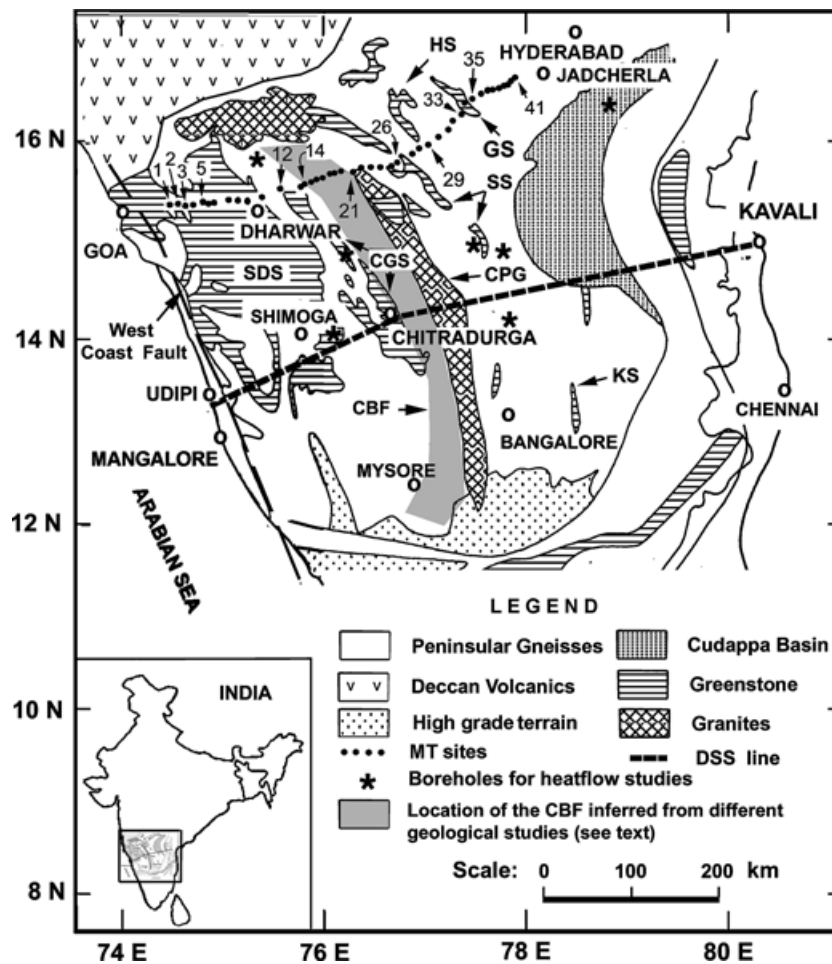 HS
35
HYDERABAD
JADCHERLA
33
41
16 N
26
GS
1
2
3
5
12
14
29
SS
21
KAVALI
GOA
DHARWAR
CGS
CPG
SDS
SHIMOGA
West
Coast Fault
14 N
CHITRADURGA
KS
UDIPI
CBF
CHENNAI
BANGALORE
MANGALORE
MYSORE
12 N
ARABIAN SEA
LEGEND
Peninsular Gneisses
Cudappa Basin
INDIA
Deccan Volcanics
Greenstone
10 N
High grade terrain
Granites
MT sites
DSS line
Boreholes for heatflow studies
Location of the CBF inferred from different
geological studies (see text)
Scale: 0 100 200 km
8 N
74 E 76 E 78 E 80 E